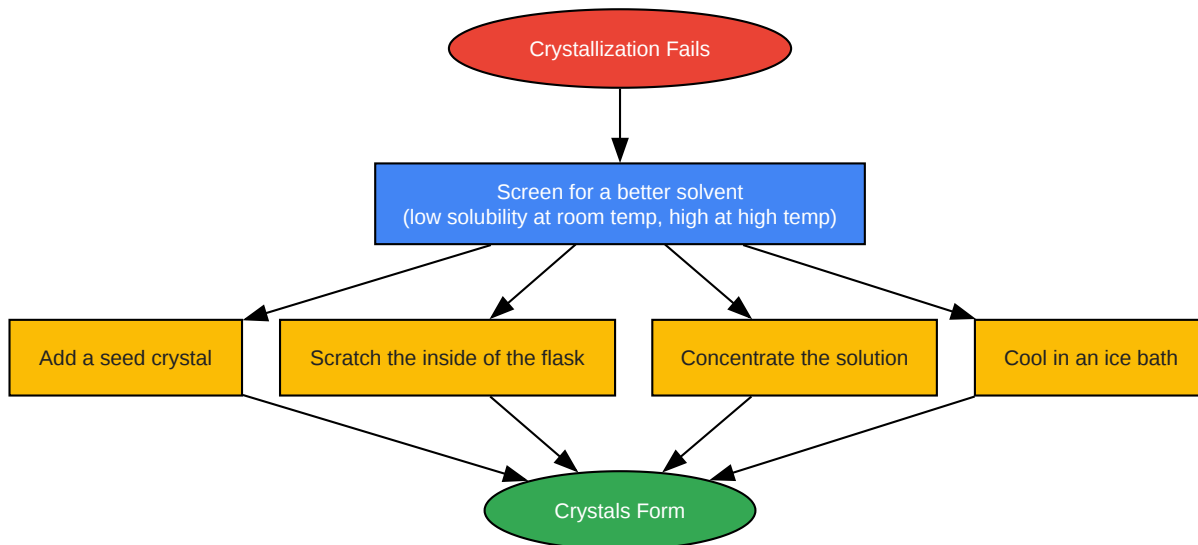 Crystallization Fails
Screen for a better solvent
(low solubility at room temp, high at high temp)
Add a seed crystal
Scratch the inside of the flask
Concentrate the solution
Cool in an ice bath
Crystals Form